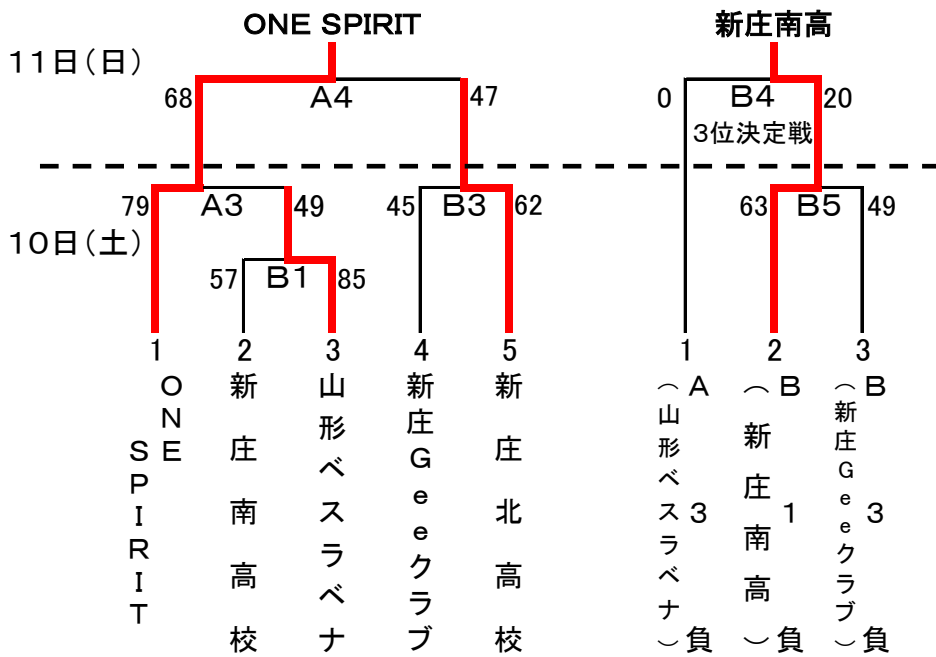 ONE SPIRIT
新庄南高
11日(日)
68
A4
47
0
B4
20
3位決定戦
79
A3
49
45
B3
62
63
B5
49
10日(土)
57
B1
85
1
2
3
4
5
1
2
3
ONE
SPIRIT
新庄南高校
山形ベスラベナ
新庄Geeクラブ
新庄北高校
A3負
(山形ベスラベナ)
B1負
(新庄南高)
B3負
(新庄Geeクラブ)